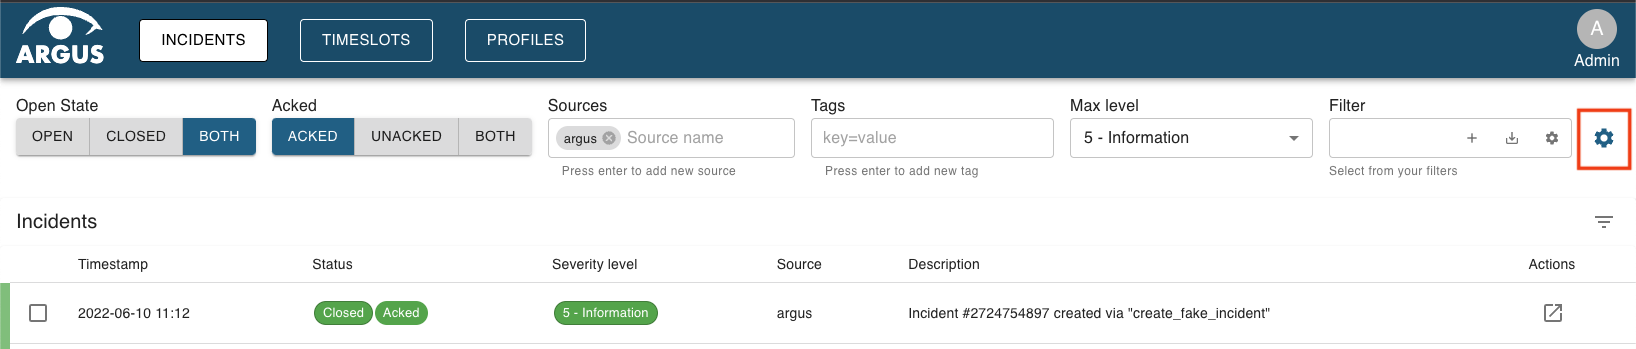 ARGUS
INCIDENTS TIMESLOTS PROFILES
A
Admin
Open State Acked Sources Tags Max level Filter
OPEN CLOSED BOTH ACKED UNACKED BOTH argus Source name key=value 5 - Information
Press enter to add new source Press enter to add new tag Select from your filters
Incidents
Timestamp Status Severity level Source Description Actions
2022-06-10 11:12 Closed Acked 5 - Information argus Incident #2724754897 created via "create_fake_incident"